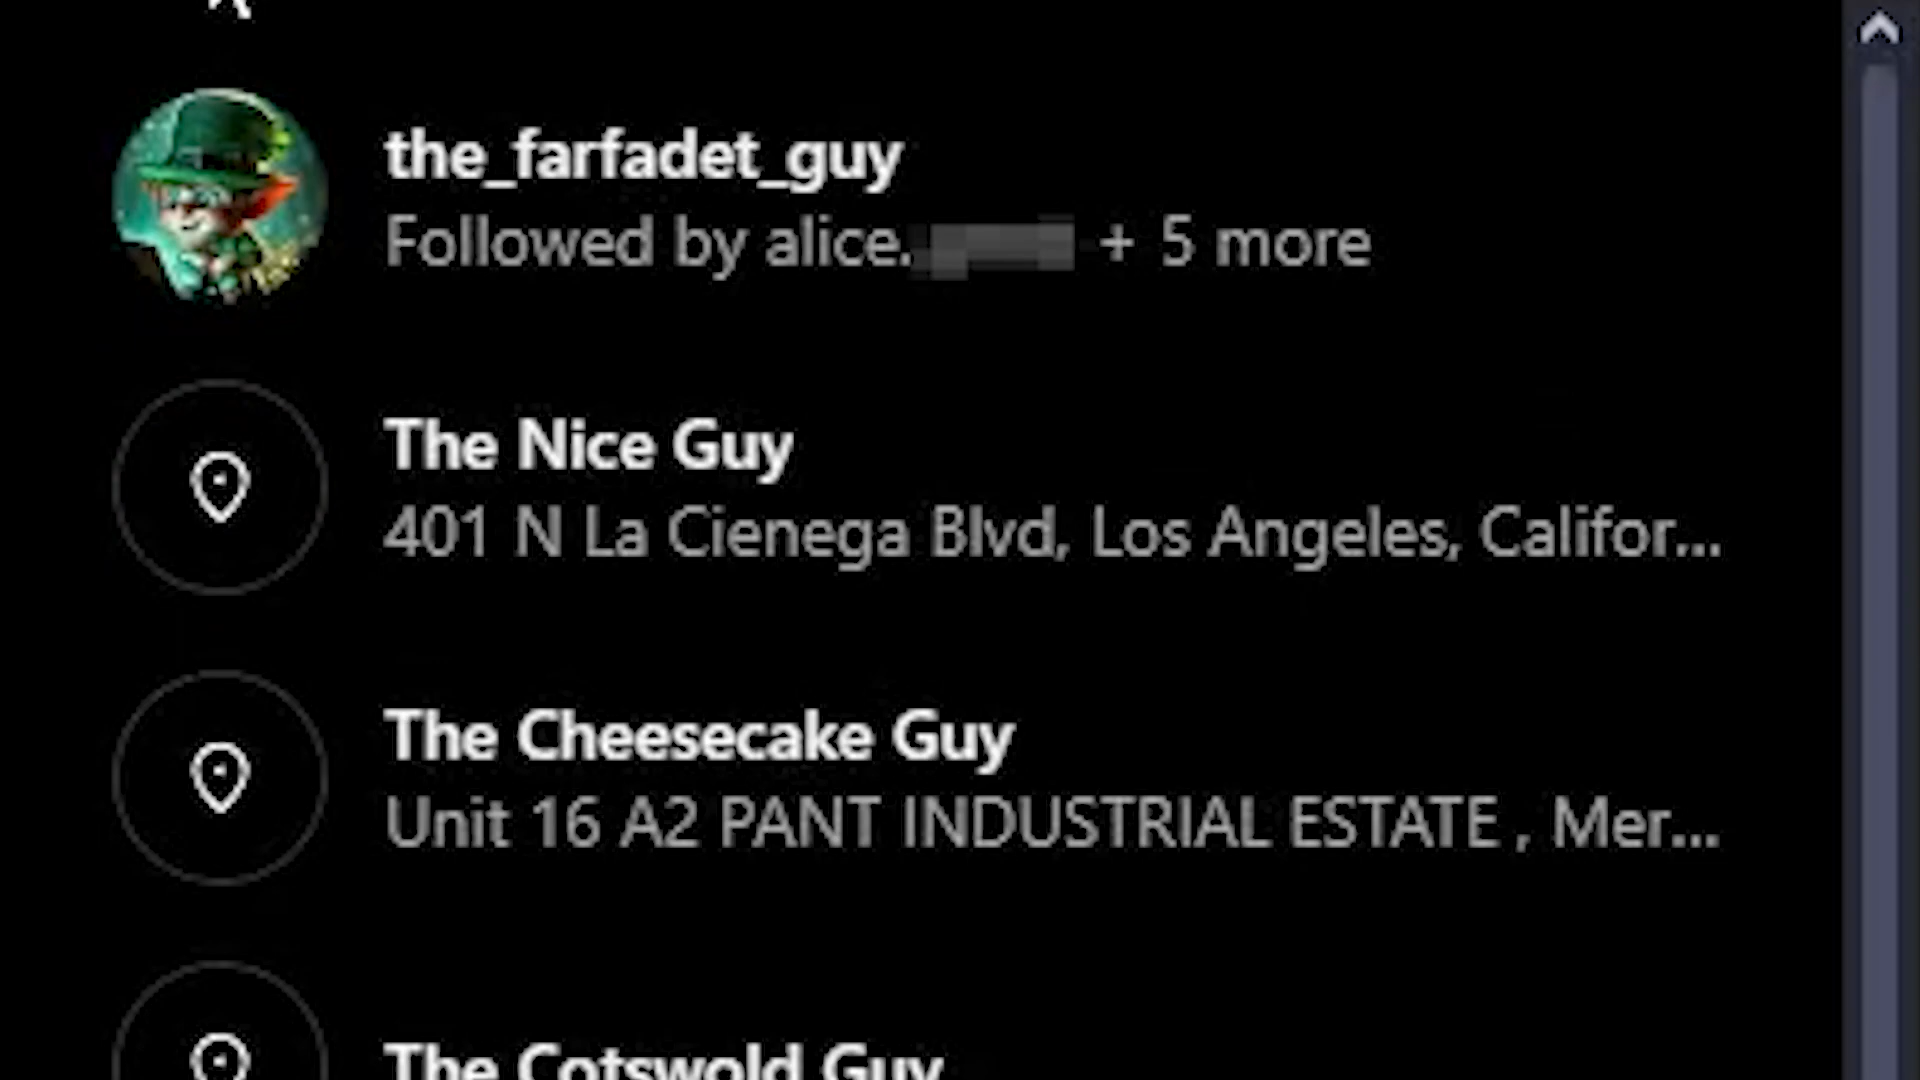 the_farfadet_guy
Followed by alice. + 5 more
The Nice Guy
401 N La Cienega Blvd, Los Angeles, Califor...
The Cheesecake Guy
Unit 16 A2 PANT INDUSTRIAL ESTATE , Mer...
The Cotswold Guy